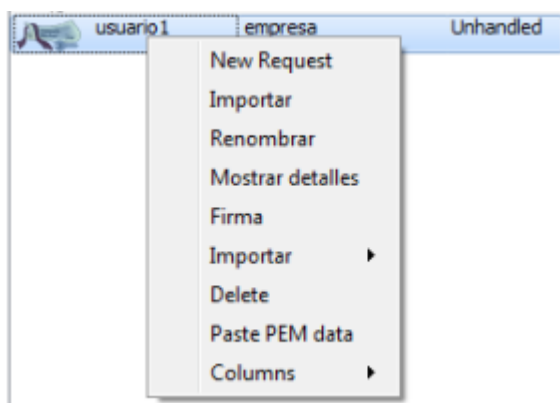 usuario1 empresa Unhandled
New Request
Importar
Renombrar
Mostrar detalles
Firma
Importar
Delete
Paste PEM data
Columns